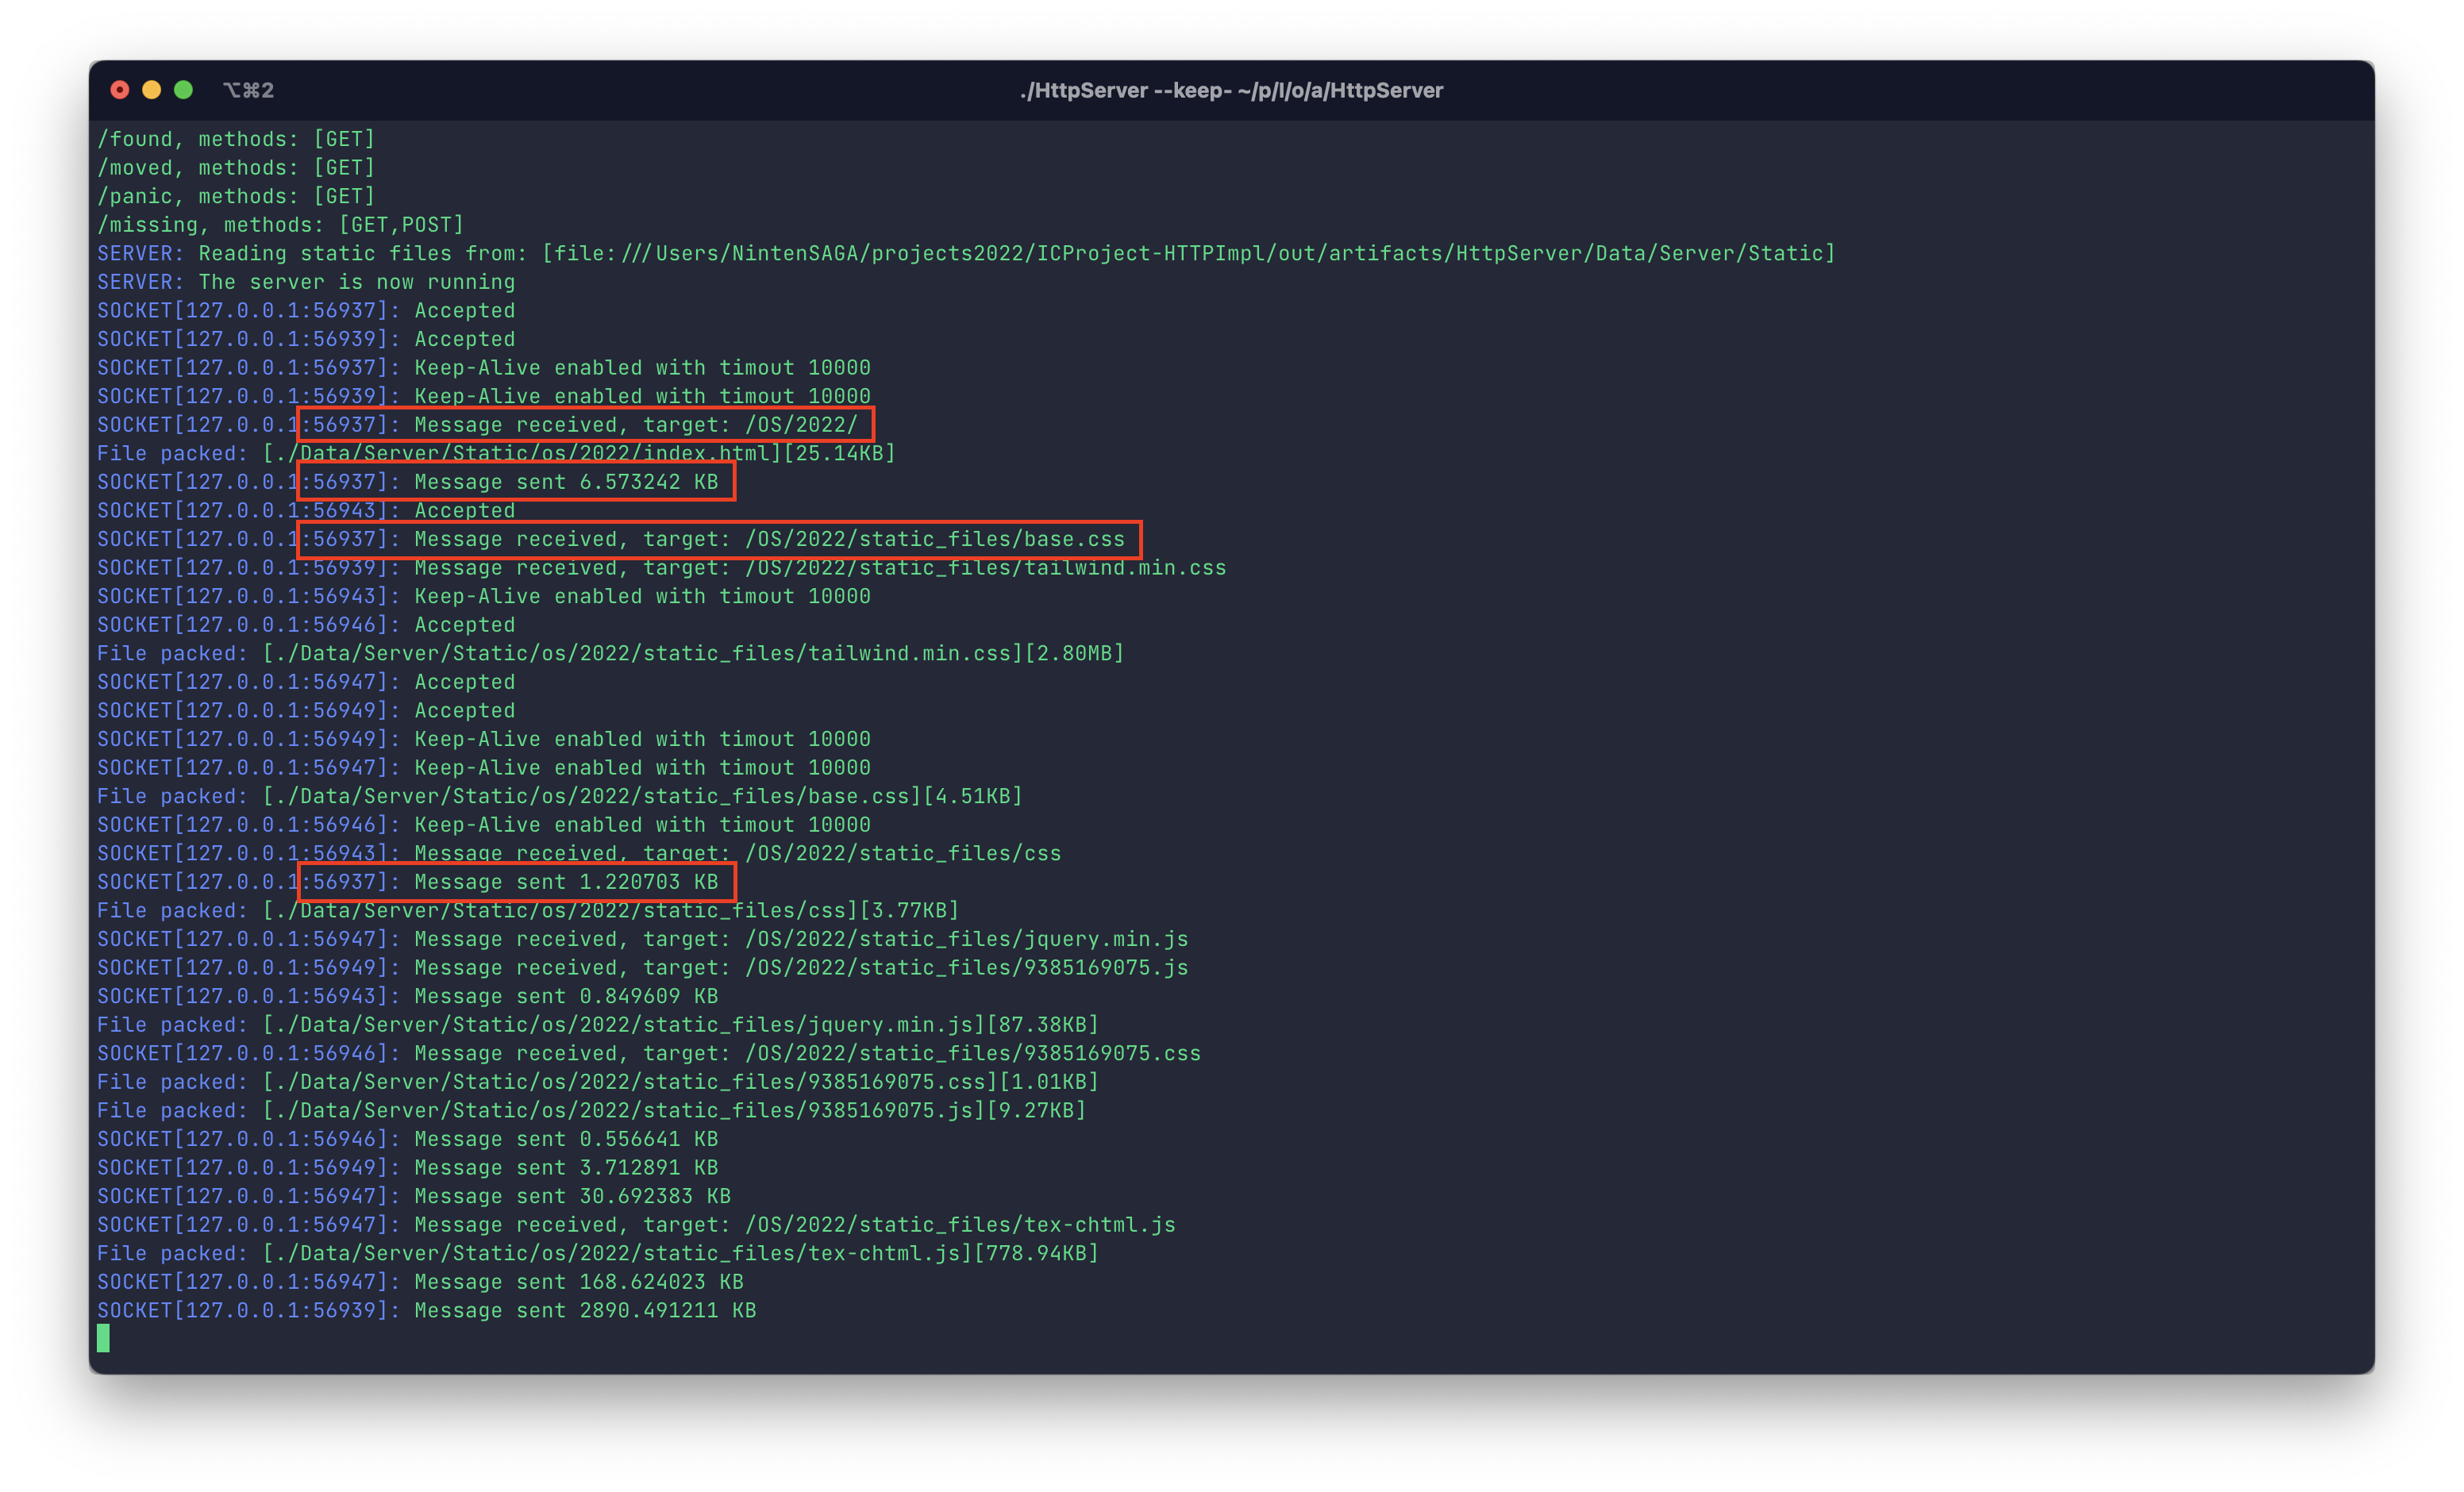 ⌥⌘2
./HttpServer --keep- ~/p/I/o/a/HttpServer
/found, methods: [GET]
/moved, methods: [GET]
/panic, methods: [GET]
/missing, methods: [GET,POST]
SERVER: Reading static files from: [file:///Users/NintenSAGA/projects2022/ICProject-HTTPImpl/out/artifacts/HttpServer/Data/Server/Static]
SERVER: The server is now running
SOCKET[127.0.0.1:56937]: Accepted
SOCKET[127.0.0.1:56939]: Accepted
SOCKET[127.0.0.1:56937]: Keep-Alive enabled with timout 10000
SOCKET[127.0.0.1:56939]: Keep-Alive enabled with timout 10000
SOCKET[127.0.0.1:56937]: Message received, target: /OS/2022/
File packed: [./Data/Server/Static/os/2022/index.html][25.14KB]
SOCKET[127.0.0.1:56937]: Message sent 6.573242 KB
SOCKET[127.0.0.1:56943]: Accepted
SOCKET[127.0.0.1:56937]: Message received, target: /OS/2022/static_files/base.css
SOCKET[127.0.0.1:56939]: Message received, target: /OS/2022/static_files/tailwind.min.css
SOCKET[127.0.0.1:56943]: Keep-Alive enabled with timout 10000
SOCKET[127.0.0.1:56946]: Accepted
File packed: [./Data/Server/Static/os/2022/static_files/tailwind.min.css][2.80MB]
SOCKET[127.0.0.1:56947]: Accepted
SOCKET[127.0.0.1:56949]: Accepted
SOCKET[127.0.0.1:56949]: Keep-Alive enabled with timout 10000
SOCKET[127.0.0.1:56947]: Keep-Alive enabled with timout 10000
File packed: [./Data/Server/Static/os/2022/static_files/base.css][4.51KB]
SOCKET[127.0.0.1:56946]: Keep-Alive enabled with timout 10000
SOCKET[127.0.0.1:56943]: Message received, target: /OS/2022/static_files/css
SOCKET[127.0.0.1:56937]: Message sent 1.220703 KB
File packed: [./Data/Server/Static/os/2022/static_files/css][3.77KB]
SOCKET[127.0.0.1:56947]: Message received, target: /OS/2022/static_files/jquery.min.js
SOCKET[127.0.0.1:56949]: Message received, target: /OS/2022/static_files/9385169075.js
SOCKET[127.0.0.1:56943]: Message sent 0.849609 KB
File packed: [./Data/Server/Static/os/2022/static_files/jquery.min.js][87.38KB]
SOCKET[127.0.0.1:56946]: Message received, target: /OS/2022/static_files/9385169075.css
File packed: [./Data/Server/Static/os/2022/static_files/9385169075.css][1.01KB]
File packed: [./Data/Server/Static/os/2022/static_files/9385169075.js][9.27KB]
SOCKET[127.0.0.1:56946]: Message sent 0.556641 KB
SOCKET[127.0.0.1:56949]: Message sent 3.712891 KB
SOCKET[127.0.0.1:56947]: Message sent 30.692383 KB
SOCKET[127.0.0.1:56947]: Message received, target: /OS/2022/static_files/tex-chtml.js
File packed: [./Data/Server/Static/os/2022/static_files/tex-chtml.js][778.94KB]
SOCKET[127.0.0.1:56947]: Message sent 168.624023 KB
SOCKET[127.0.0.1:56939]: Message sent 2890.491211 KB